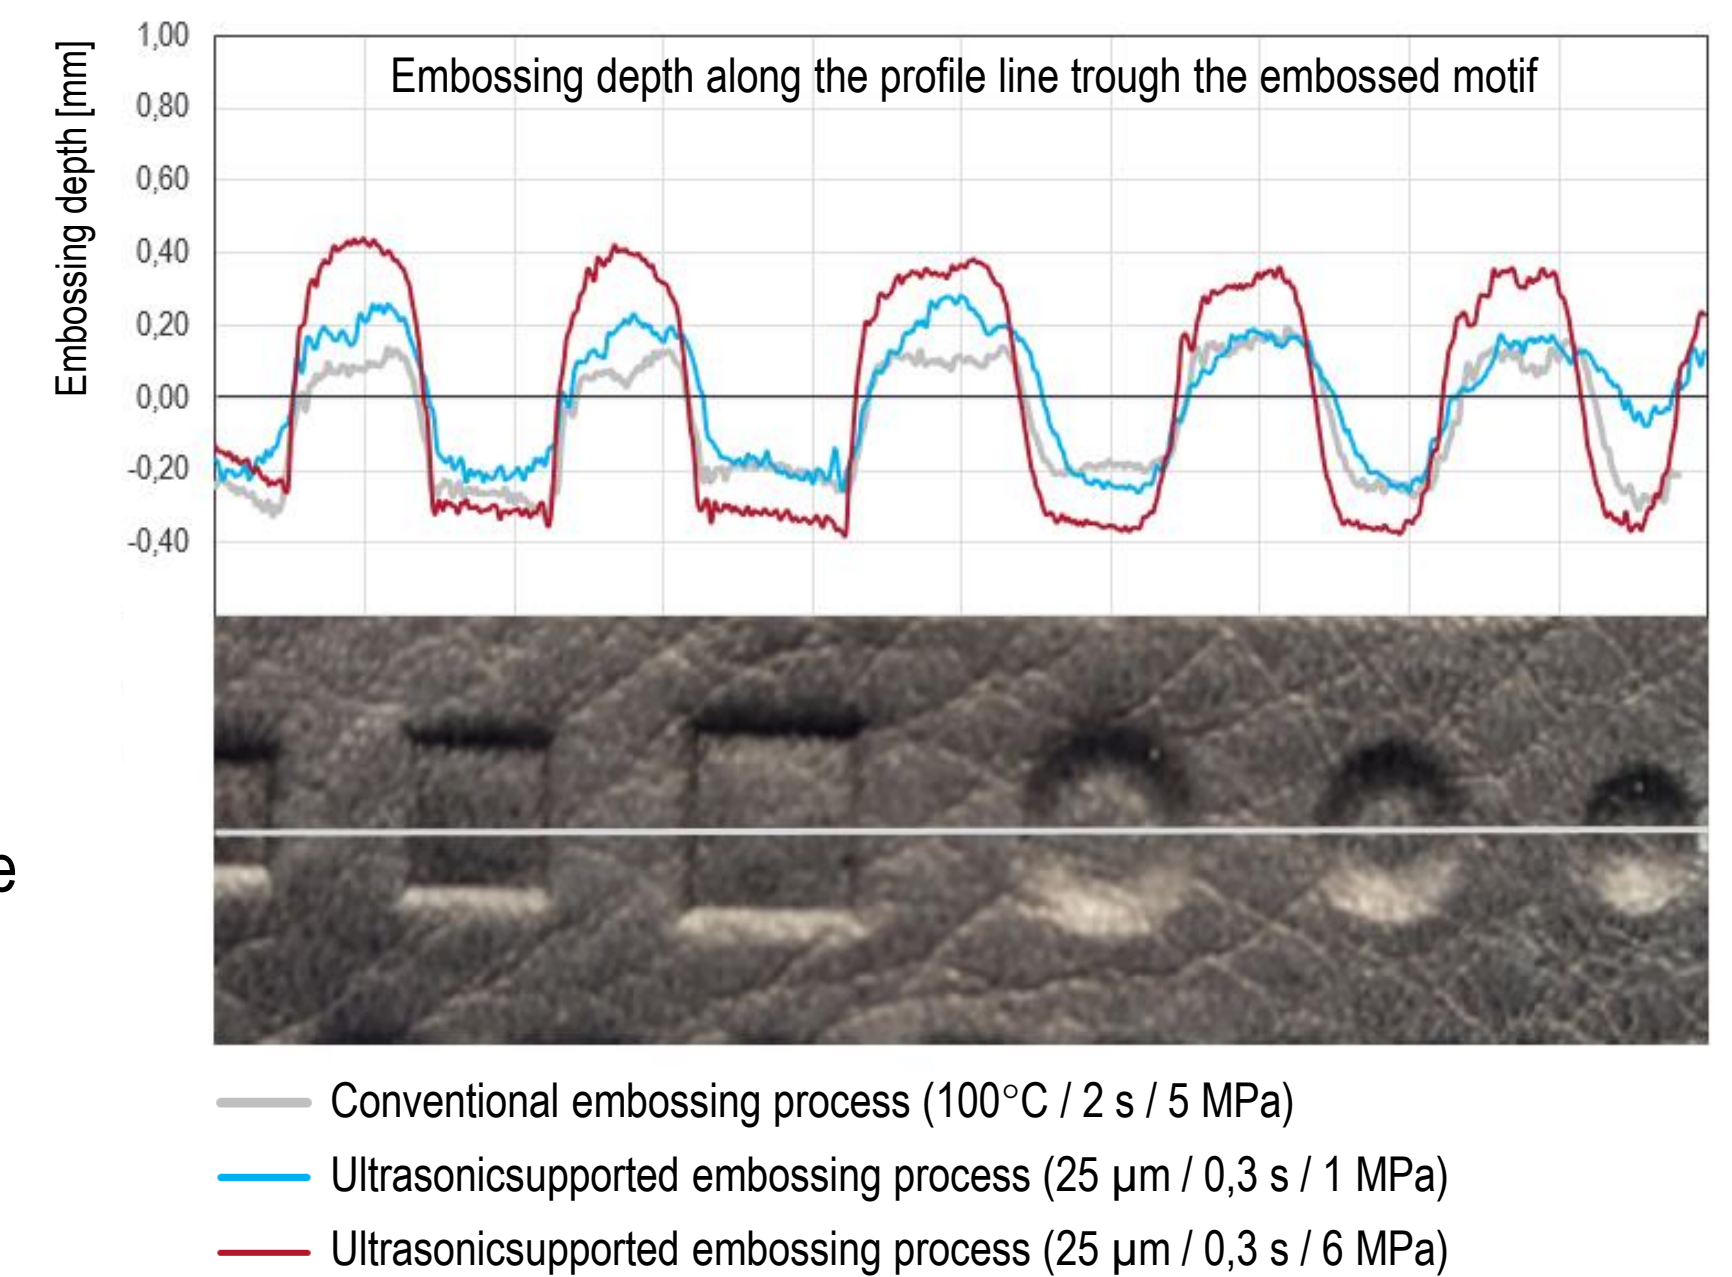 1,00
Embossing depth along the profile line trough the embossed motif
0,80
0,60
0,40
0,20
0,00
-0,20
-0,40
Embossing depth [mm]
e
Conventional embossing process (100°C / 2 s / 5 MPa)
Ultrasonicsupported embossing process (25 µm / 0,3 s / 1 MPa)
Ultrasonicsupported embossing process (25 µm / 0,3 s / 6 MPa)